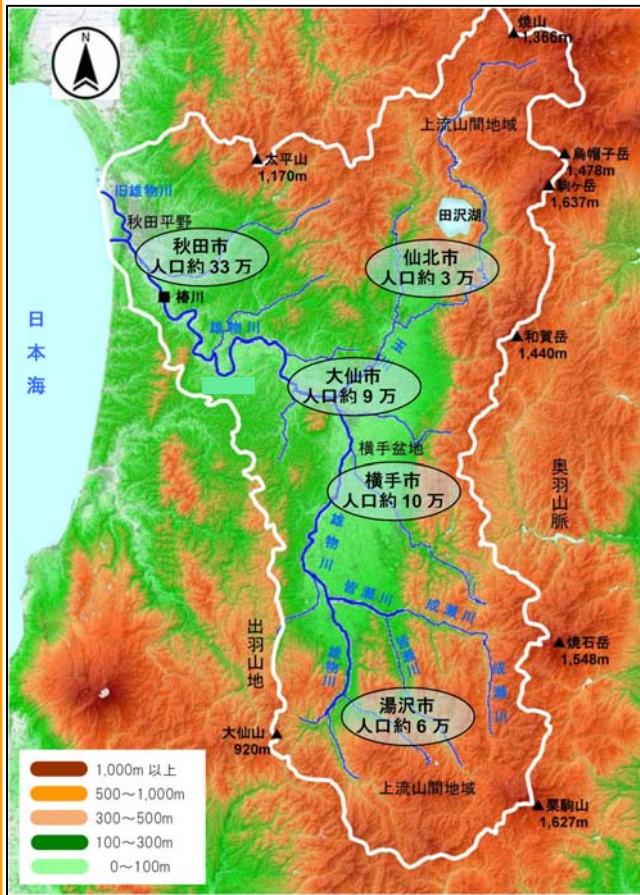 焼山
1,366m
上流山間地域
烏帽子岳
1,478m
駒ヶ岳
1,637m
太平山
1,170m
旧雄物川
田沢湖
秋田平野
秋田市
人口約 33 万
仙北市
人口約 3 万
椿川
日本海
雄物川
和賀岳
1,440m
玉川
大仙市
人口約 9 万
横手盆地
横手市
人口約 10 万
奥羽山脈
雄物川
皆瀬川
成瀬川
出羽山地
雄物川
皆瀬川
成瀬川
焼石岳
1,548m
湯沢市
人口約 6 万
大仙山
920m
上流山間地域
栗駒山
1,627m
1,000m 以上
500～1,000m
300～500m
100～300m
0～100m